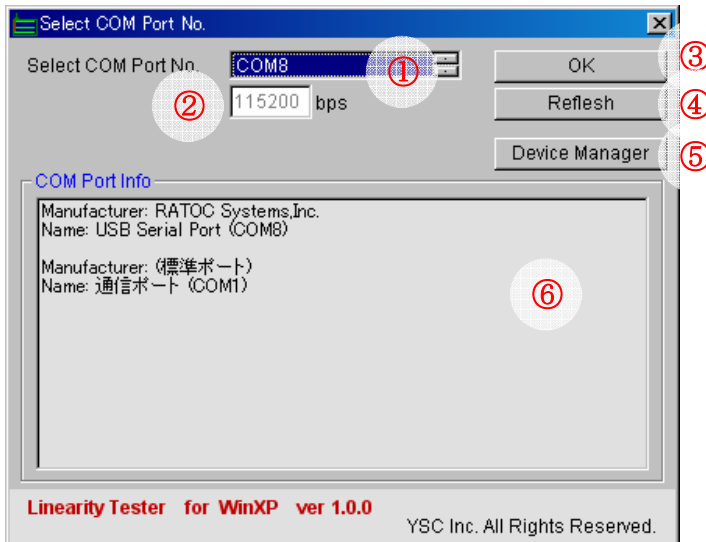 Select COM Port No.
Select COM Port No. COM8 ① OK ③
② 115200 bps Reflesh ④
Device Manager ⑤
COM Port Info
Manufacturer: RATOC Systems,Inc.
Name: USB Serial Port (COM8)
Manufacturer: (標準ポート)
Name: 通信ポート (COM1)
⑥
Linearity Tester for WinXP ver 1.0.0
YSC Inc. All Rights Reserved.